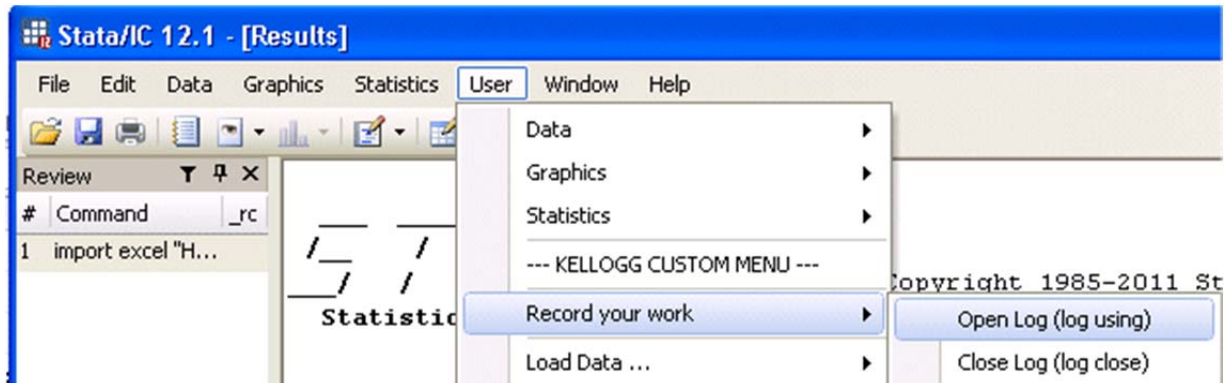 Stata/IC 12.1 - [Results]
File Edit Data Graphics Statistics User Window Help
Data
Review
Graphics
# Command _rc
Statistics
1 import excel "H...
--- KELLOGG CUSTOM MENU ---
Copyright 1985-2011 St
Statistic
Record your work
Open Log (log using)
Load Data ...
Close Log (log close)